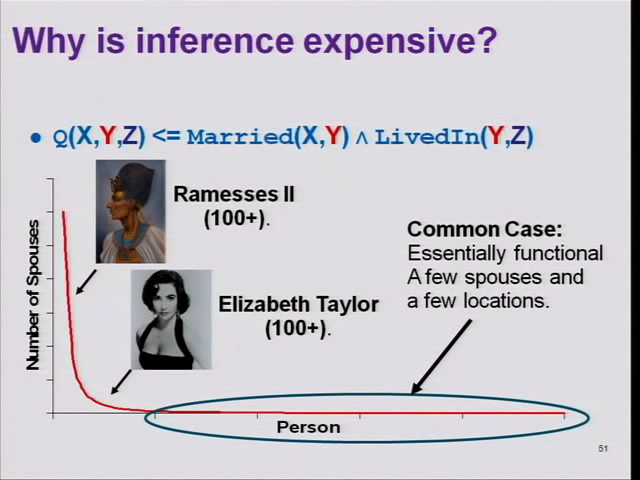 Why is inference expensive?
• Q(X,Y,Z) <= Married(X,Y) ∧ LivedIn(Y,Z)
Ramesses II
(100+).
Common Case:
Essentially functional
A few spouses and
a few locations.
Elizabeth Taylor
(100+).
Number of Spouses
Person
51